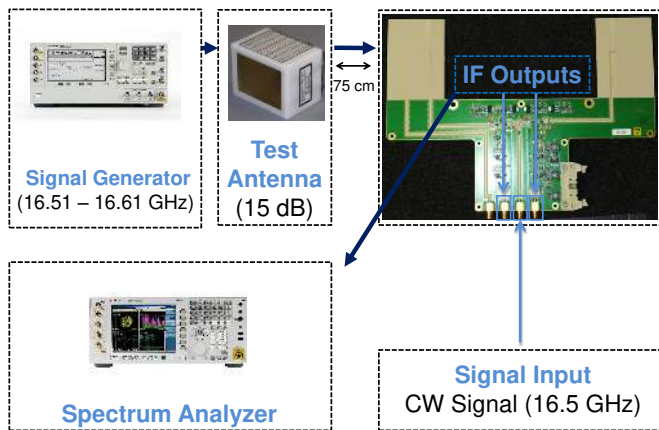 Signal Generator
(16.51 – 16.61 GHz)
Test
Antenna
(15 dB)
75 cm
IF Outputs
Spectrum Analyzer
Signal Input
CW Signal (16.5 GHz)